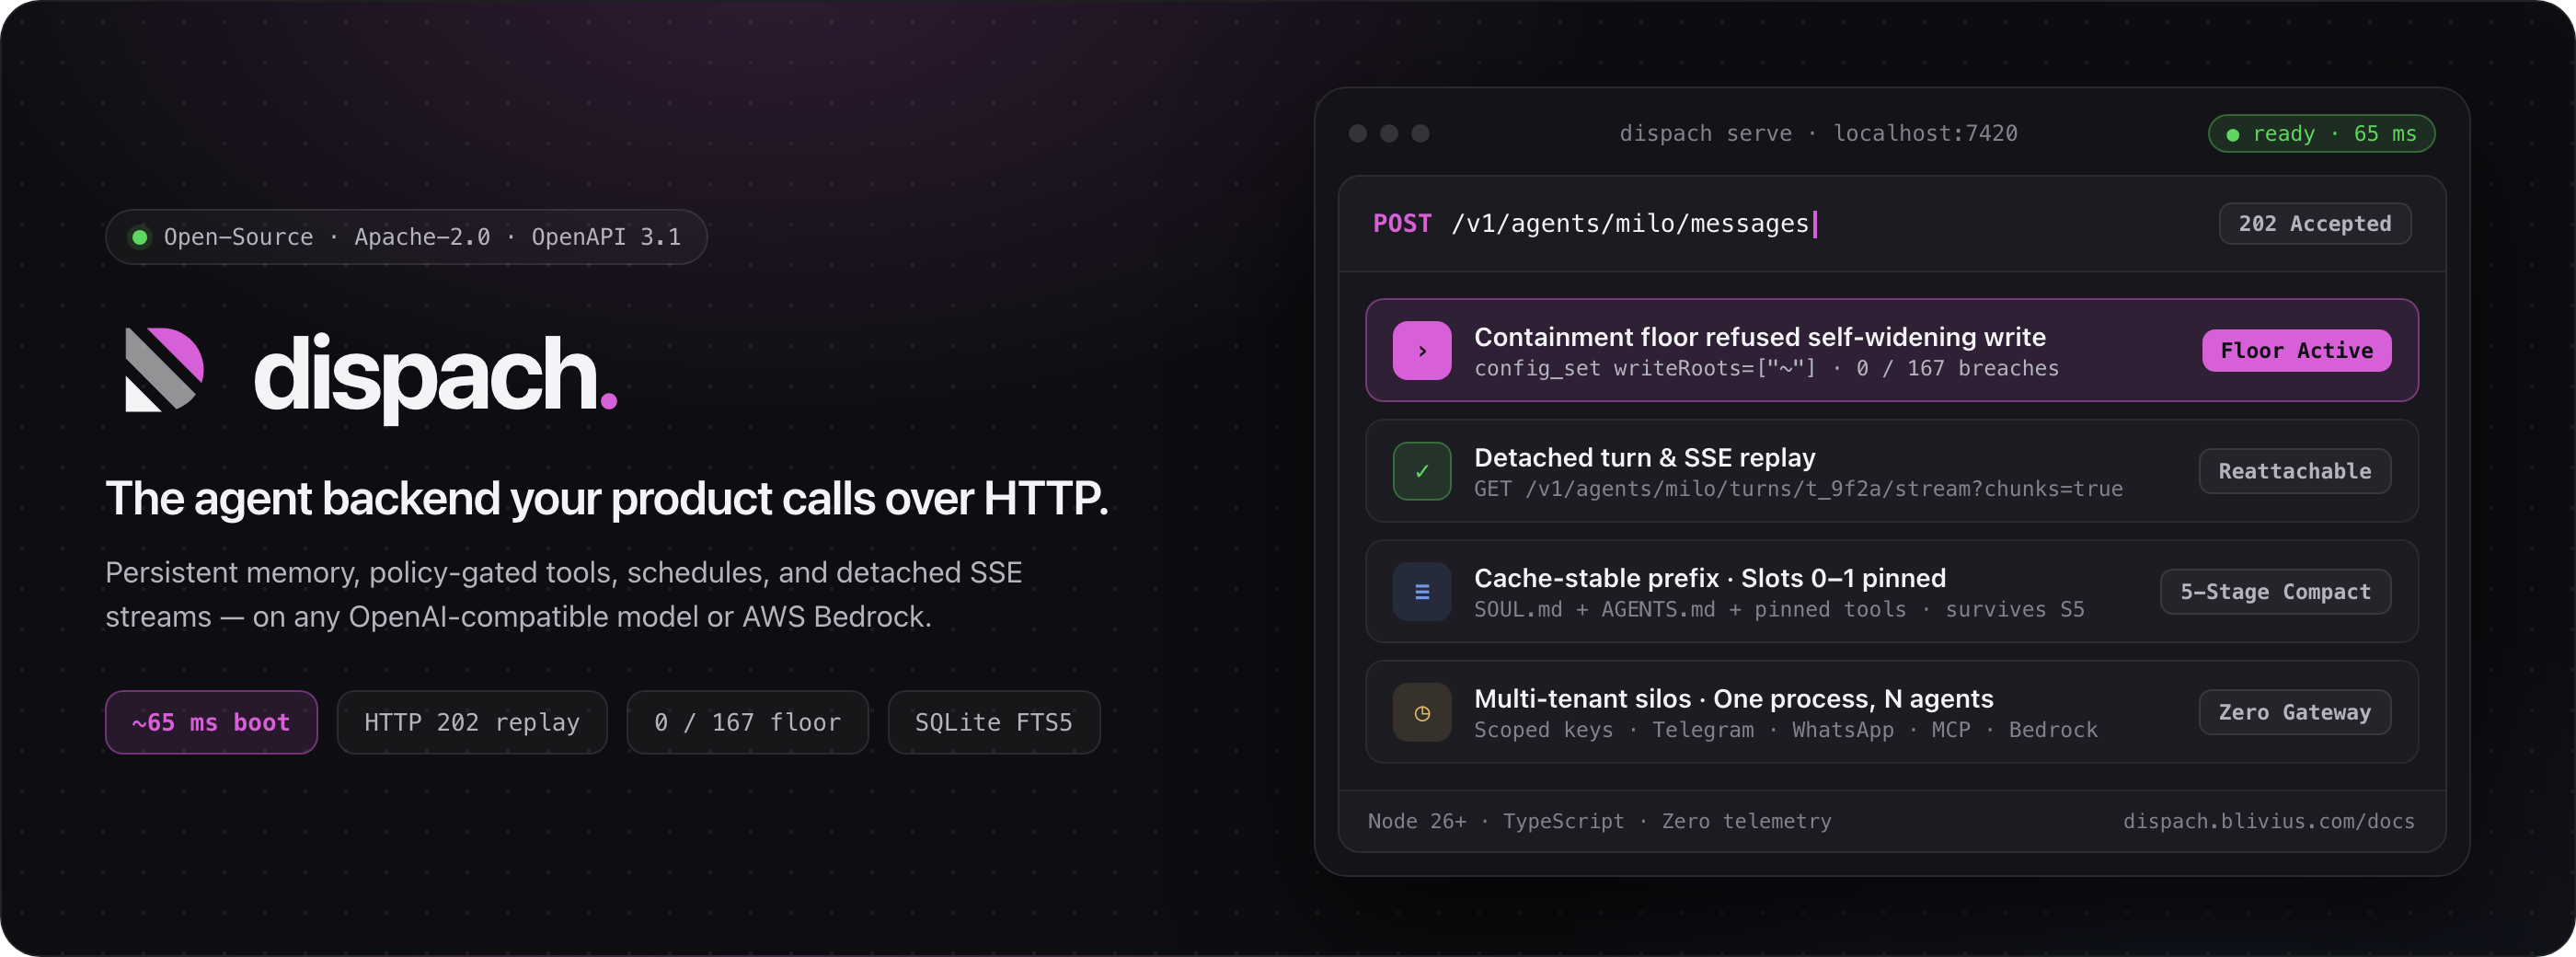 Open-Source · Apache-2.0 · OpenAPI 3.1
dispach.
The agent backend your product calls over HTTP.
Persistent memory, policy-gated tools, schedules, and detached SSE
streams — on any OpenAI-compatible model or AWS Bedrock.
~65 ms boot
HTTP 202 replay
0 / 167 floor
SQLite FTS5
dispach serve · localhost:7420
● ready · 65 ms
POST /v1/agents/milo/messages
202 Accepted
› Containment floor refused self-widening write
config_set writeRoots=["~"] · 0 / 167 breaches
Floor Active
✓ Detached turn & SSE replay
GET /v1/agents/milo/turns/t_9f2a/stream?chunks=true
Reattachable
≡ Cache-stable prefix · Slots 0–1 pinned
SOUL.md + AGENTS.md + pinned tools · survives S5
5-Stage Compact
◷ Multi-tenant silos · One process, N agents
Scoped keys · Telegram · WhatsApp · MCP · Bedrock
Zero Gateway
Node 26+ · TypeScript · Zero telemetry
dispach.blivius.com/docs